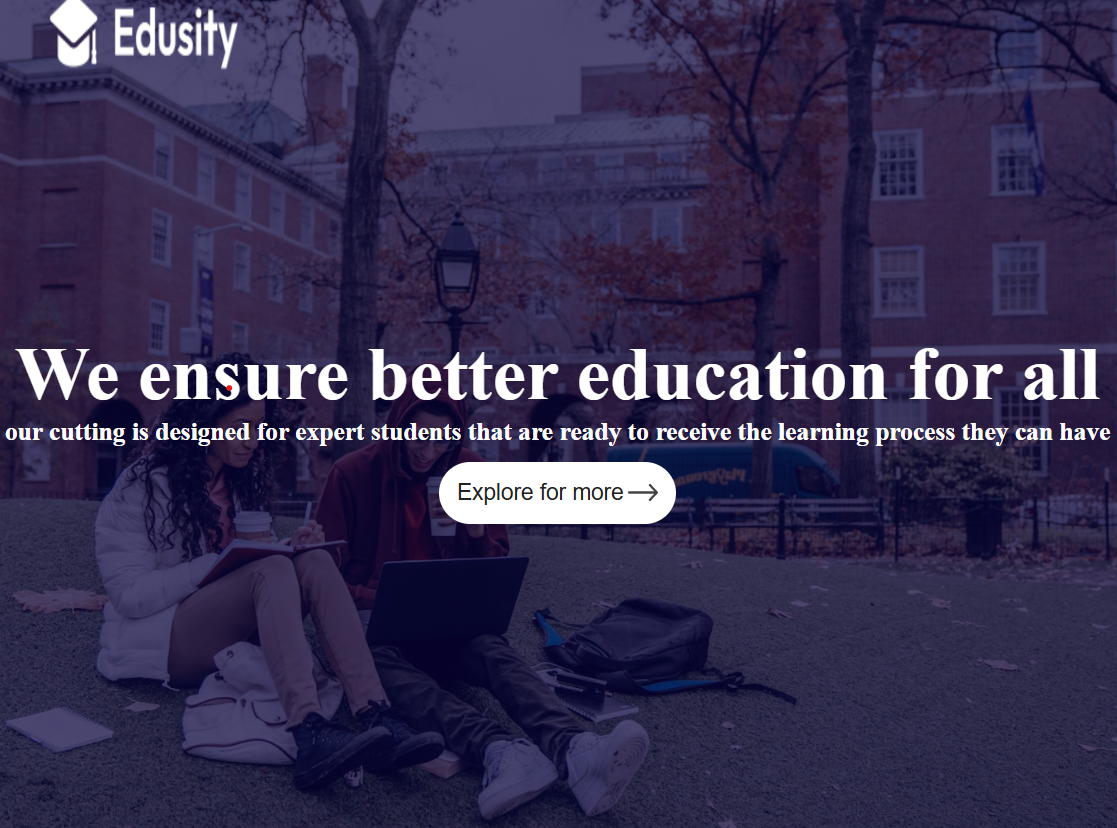 Edusity
We ensure better education for all
our cutting is designed for expert students that are ready to receive the learning process they can have
Explore for more